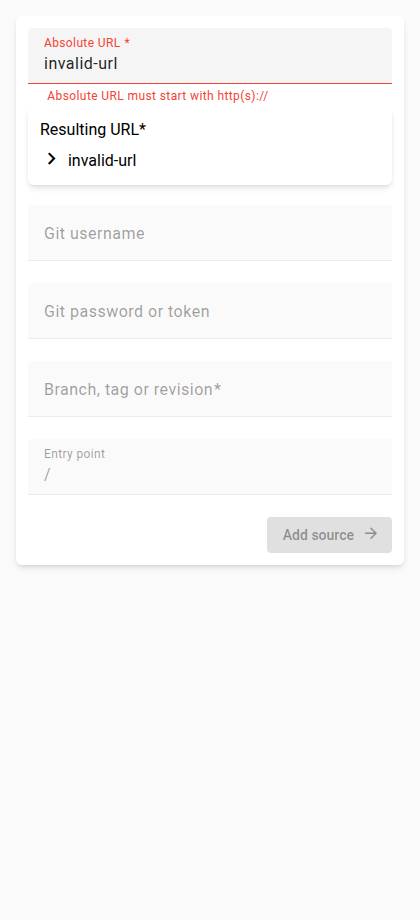 Absolute URL *
invalid-url
Absolute URL must start with http(s)://
Resulting URL*
invalid-url
Git username
Git password or token
Branch, tag or revision*
Entry point
/
Add source